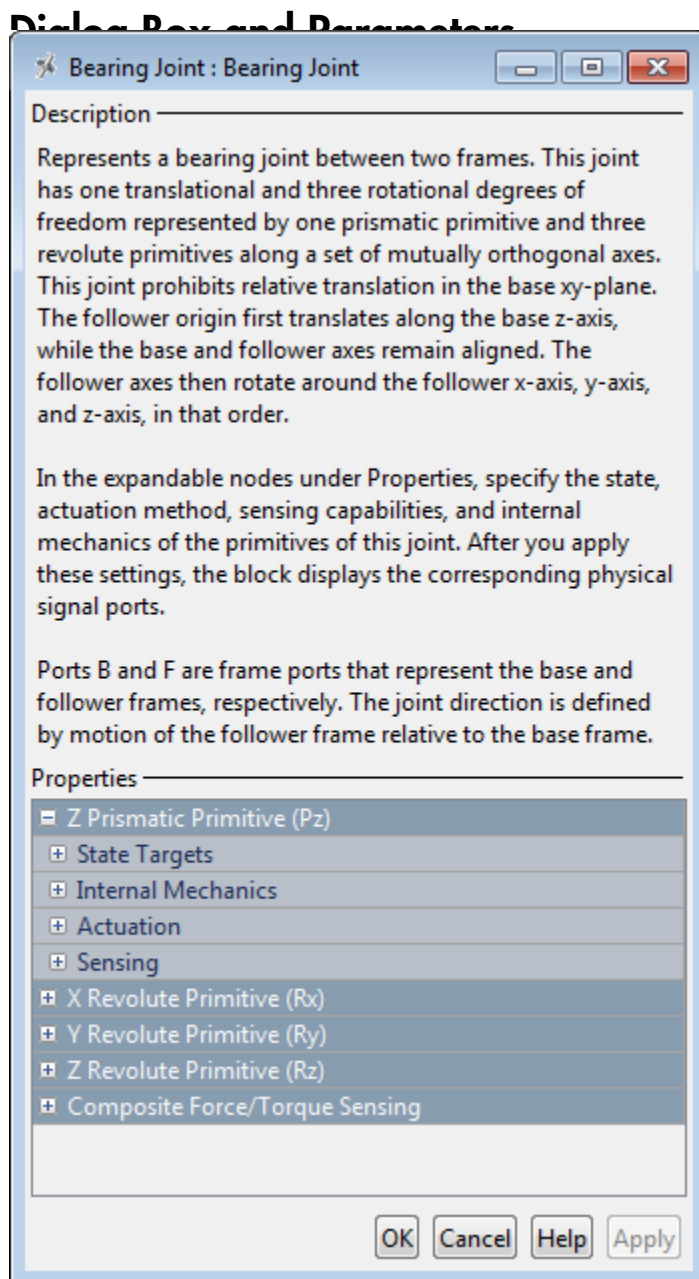 Dialog Box and Parameters
Bearing Joint : Bearing Joint
Description
Represents a bearing joint between two frames. This joint
has one translational and three rotational degrees of
freedom represented by one prismatic primitive and three
revolute primitives along a set of mutually orthogonal axes.
This joint prohibits relative translation in the base xy-plane.
The follower origin first translates along the base z-axis,
while the base and follower axes remain aligned. The
follower axes then rotate around the follower x-axis, y-axis,
and z-axis, in that order.
In the expandable nodes under Properties, specify the state,
actuation method, sensing capabilities, and internal
mechanics of the primitives of this joint. After you apply
these settings, the block displays the corresponding physical
signal ports.
Ports B and F are frame ports that represent the base and
follower frames, respectively. The joint direction is defined
by motion of the follower frame relative to the base frame.
Properties
Z Prismatic Primitive (Pz)
State Targets
Internal Mechanics
Actuation
Sensing
X Revolute Primitive (Rx)
Y Revolute Primitive (Ry)
Z Revolute Primitive (Rz)
Composite Force/Torque Sensing
OK Cancel Help Apply